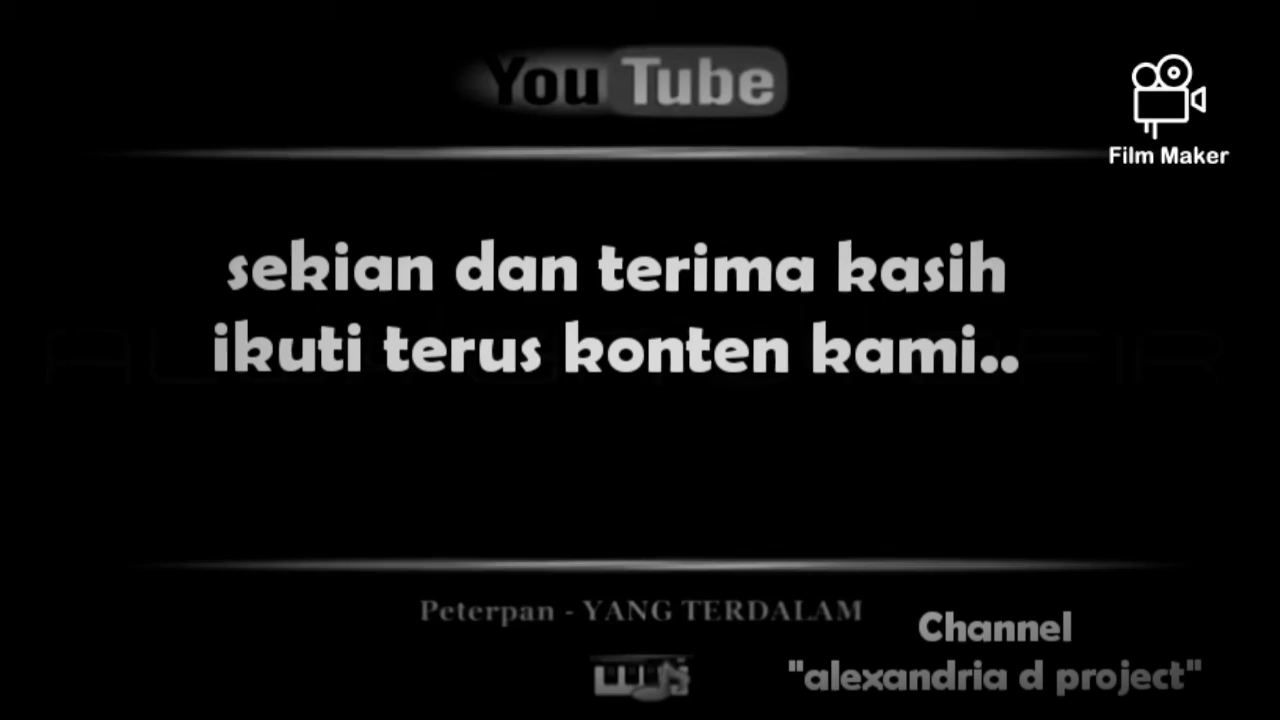 YouTube
Film Maker
sekian dan terima kasih
ikuti terus konten kami..
Peterpan - YANG TERDALAM
Channel
"alexandria d project"